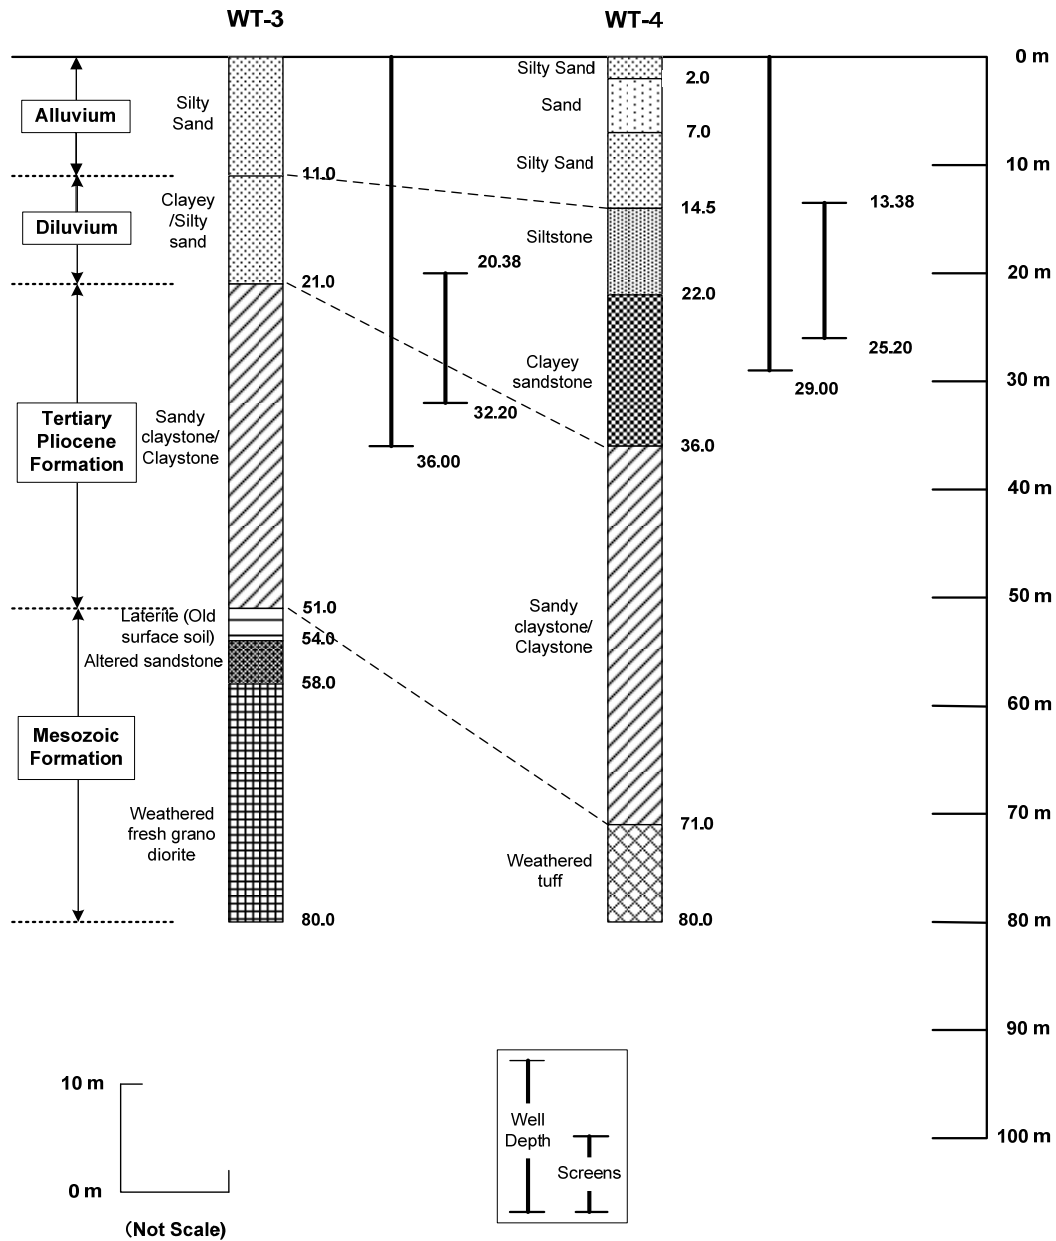 WT-3
WT-4
0 m
Silty Sand
2.0
Sand
7.0
Silty Sand
Alluvium
Silty
Sand
10 m
11.0
14.5
13.38
Diluvium
Clayey
/Silty
sand
Siltstone
20.38
20 m
21.0
22.0
25.20
Clayey
sandstone
29.00
30 m
32.20
36.00
36.0
Tertiary
Pliocene
Formation
Sandy
claystone/
Claystone
40 m
50 m
51.0
Laterite (Old
surface soil)
54.0
Altered sandstone
58.0
Sandy
claystone/
Claystone
60 m
Mesozoic
Formation
70 m
71.0
Weathered
fresh grano
diorite
Weathered
tuff
80.0
80.0
80 m
90 m
100 m
10 m
0 m
(Not Scale)
Well
Depth
Screens